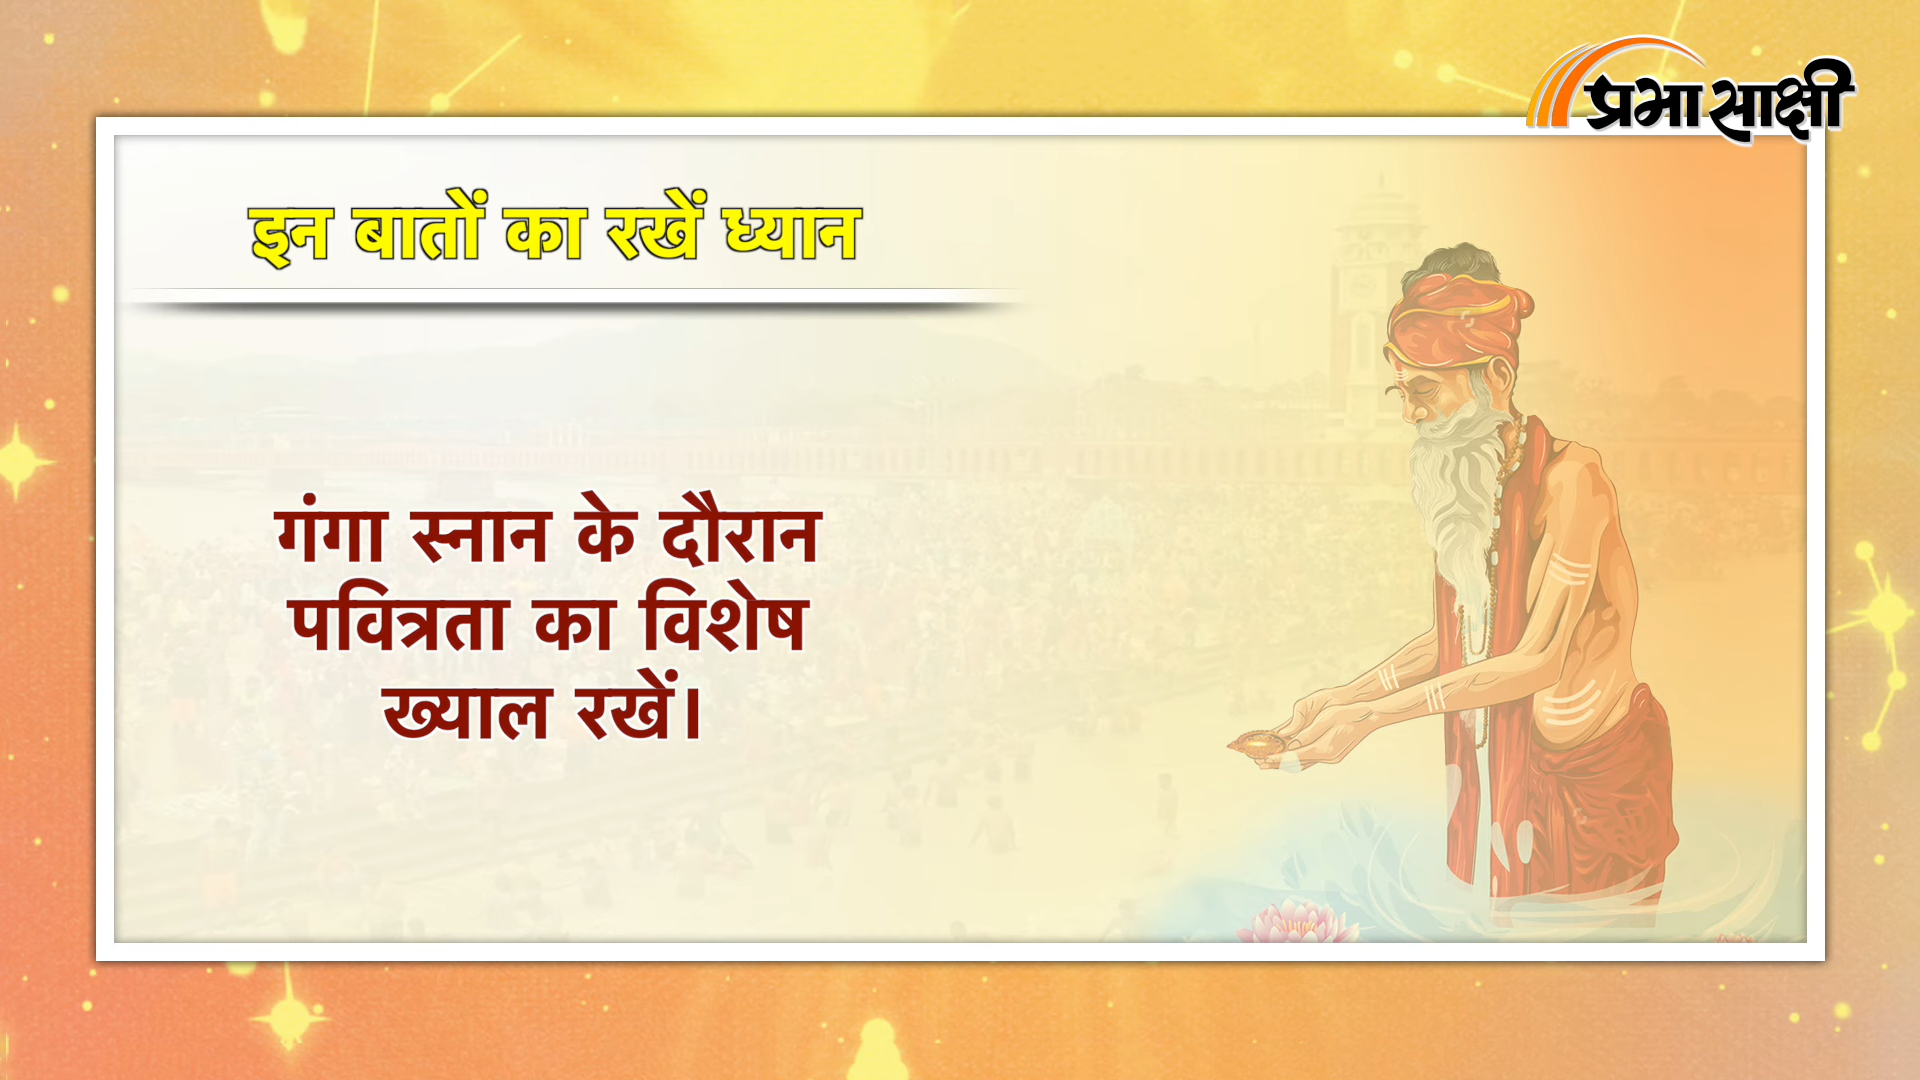 प्रभासाक्षी
इन बातों का रखें ध्यान
गंगा स्नान के दौरान
पवित्रता का विशेष
ख्याल रखें।